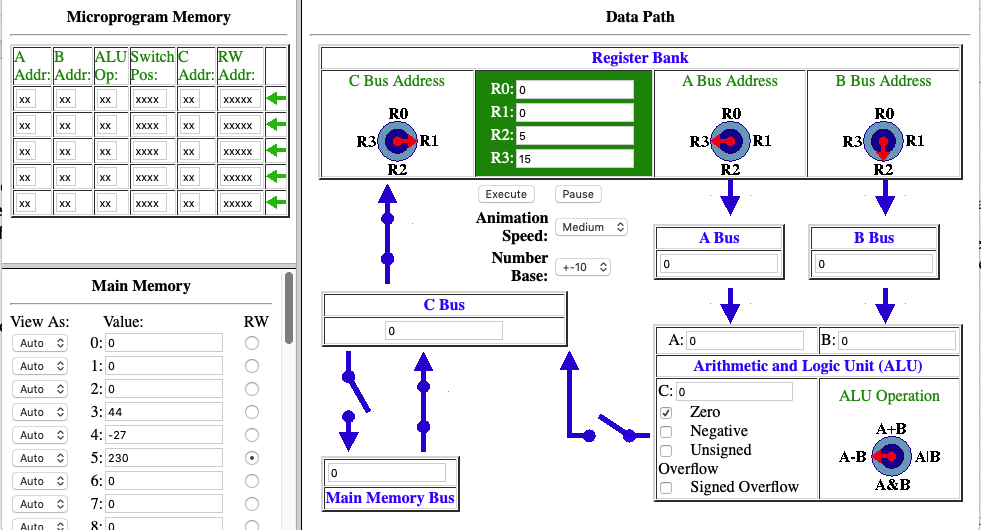 Microprogram Memory
A Addr: B Addr: ALU Op: Switch Pos: C Addr: RW Addr:
xx xx xx xxxx xx xxxxx
xx xx xx xxxx xx xxxxx
xx xx xx xxxx xx xxxxx
xx xx xx xxxx xx xxxxx
xx xx xx xxxx xx xxxxx
Main Memory
View As: Value: RW
Auto 0: 0
Auto 1: 0
Auto 2: 0
Auto 3: 44
Auto 4: -27
Auto 5: 230
Auto 6: 0
Auto 7: 0
Auto 8: 0
Data Path
Register Bank
C Bus Address
R0
R3 R1
R2
R0: 0
R1: 0
R2: 5
R3: 15
A Bus Address
R0
R3 R1
R2
B Bus Address
R0
R3 R1
R2
Execute Pause
Animation Speed: Medium
Number Base: +-10
A Bus
0
B Bus
0
C Bus
0
A: 0 B: 0
Arithmetic and Logic Unit (ALU)
C: 0
Zero
Negative
Unsigned
Overflow
Signed Overflow
ALU Operation
A+B
A-B A|B
A&B
0
Main Memory Bus